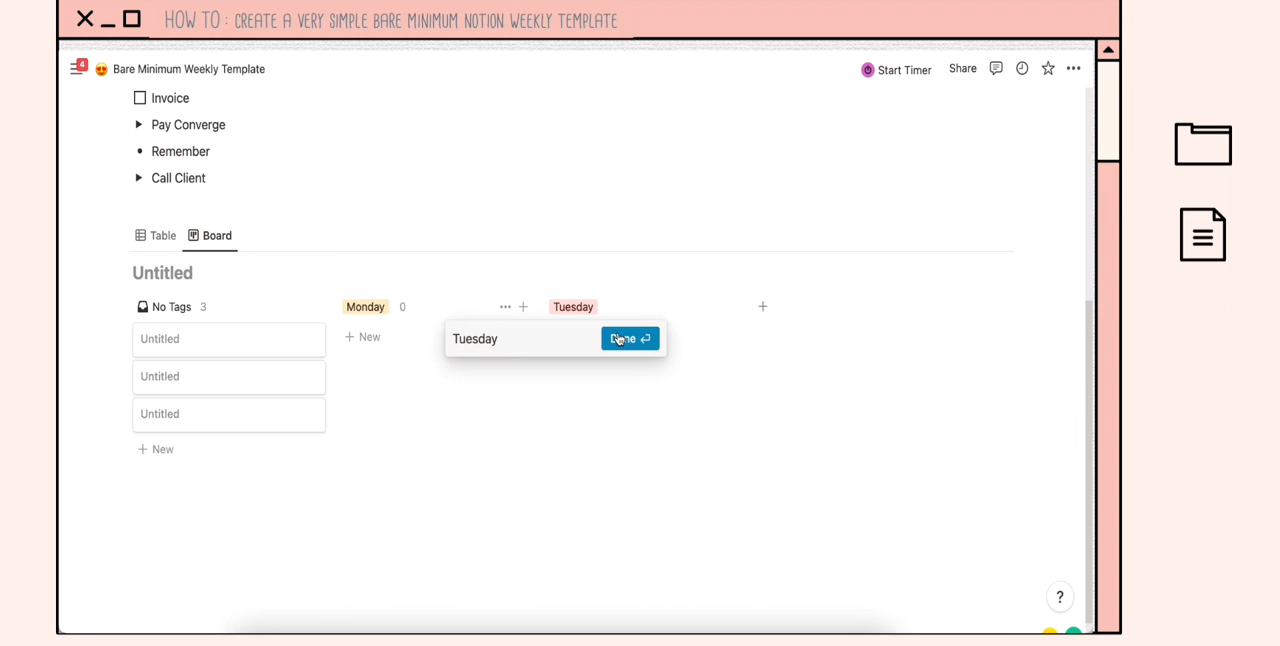 HOW TO : CREATE A VERY SIMPLE BARE MINIMUM NOTION WEEKLY TEMPLATE
4
Bare Minimum Weekly Template
Start Timer Share
Invoice
Pay Converge
Remember
Call Client
Table Board
Untitled
No Tags 3 Monday 0 Tuesday
Untitled
+ New
Tuesday
Untitled
Untitled
+ New
?